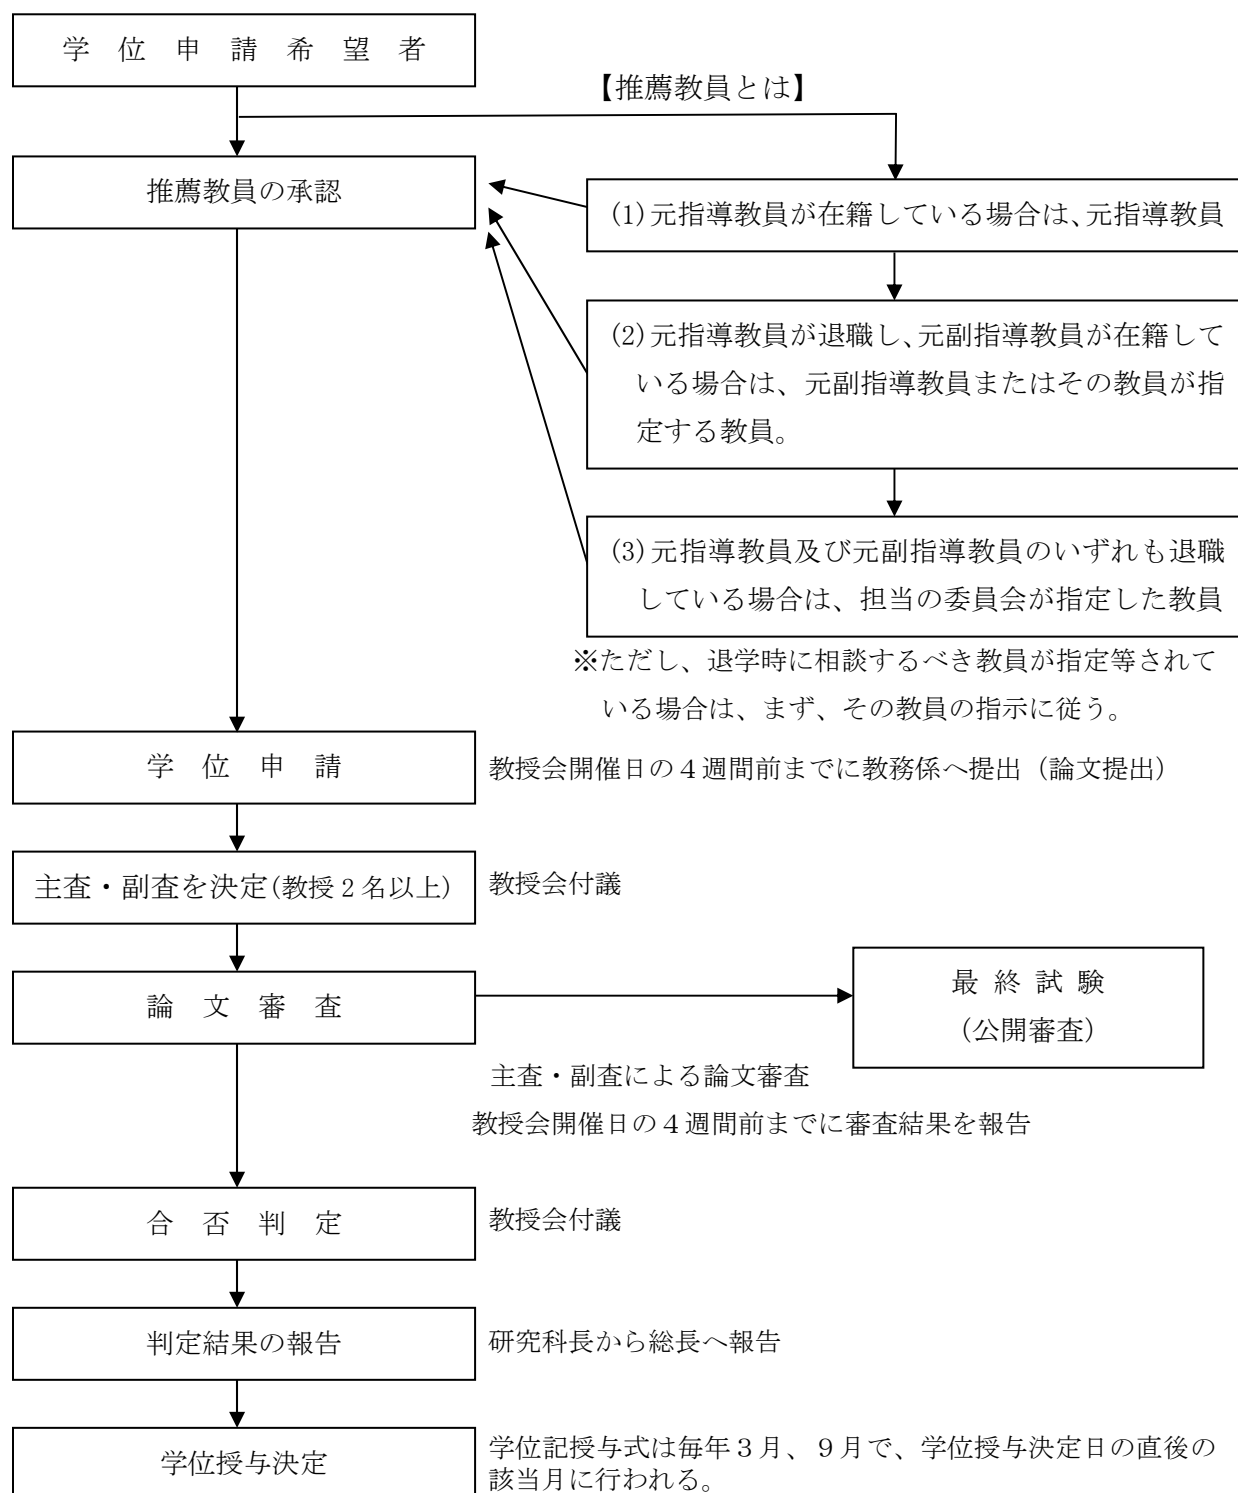 学 位 申 請 希 望 者
【推薦教員とは】
推薦教員の承認
(1)元指導教員が在籍している場合は、元指導教員
(2)元指導教員が退職し、元副指導教員が在籍して
いる場合は、元副指導教員またはその教員が指
定する教員。
(3)元指導教員及び元副指導教員のいずれも退職
している場合は、担当の委員会が指定した教員
※ただし、退学時に相談するべき教員が指定等されて
いる場合は、まず、その教員の指示に従う。
学 位 申 請
教授会開催日の４週間前までに教務係へ提出（論文提出）
主査・副査を決定(教授２名以上)
教授会付議
論 文 審 査
最 終 試 験
（公開審査）
主査・副査による論文審査
教授会開催日の４週間前までに審査結果を報告
合 否 判 定
教授会付議
判定結果の報告
研究科長から総長へ報告
学位授与決定
学位記授与式は毎年３月、９月で、学位授与決定日の直後の
該当月に行われる。